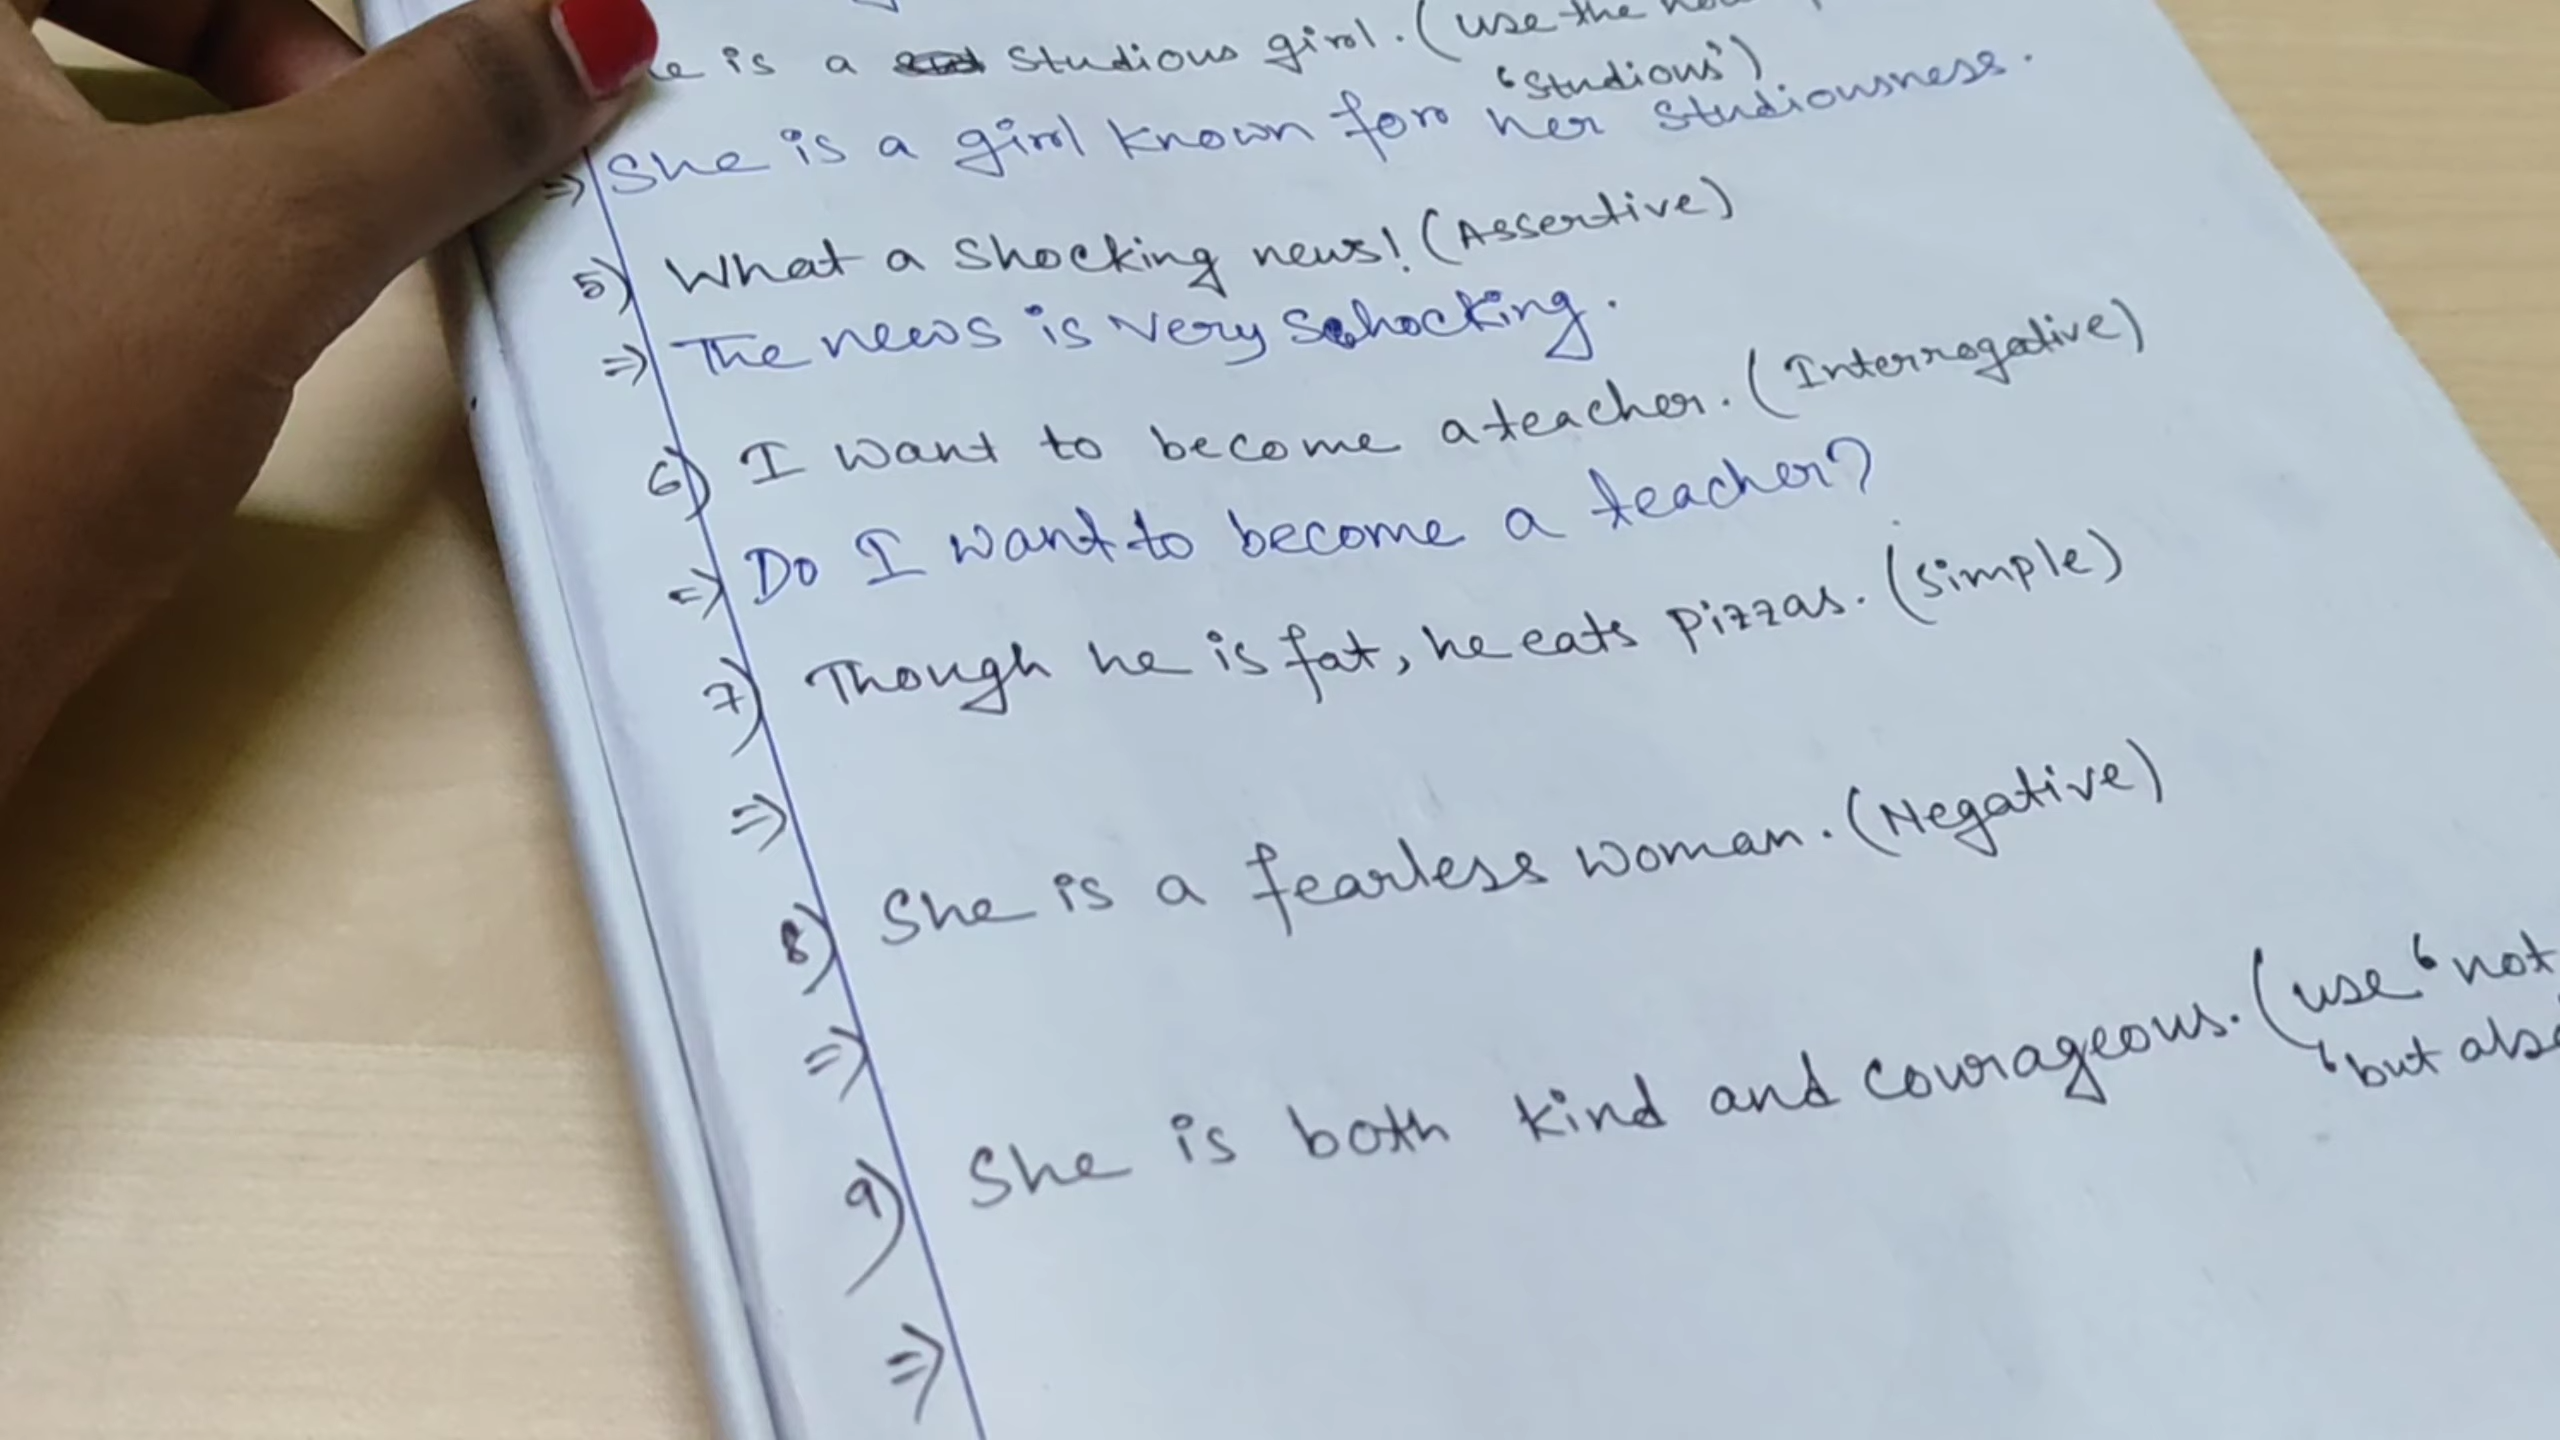 is a studious girl. (use the
'studious')
=> She is a girl known for her studiousness.
5) What a shocking news! (Assertive)
=> The news is very shocking.
6) I want to become a teacher. (Interrogative)
=> Do I want to become a teacher?
7) Though he is fat, he eats pizzas. (simple)
=>
8) She is a fearless woman. (Negative)
=>
9) She is both kind and courageous. (use 'not
'but also
=>